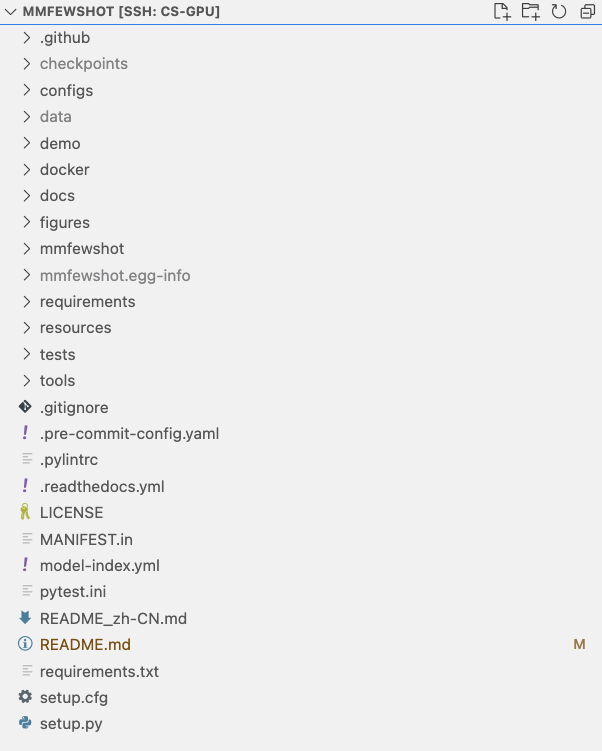 MMFEWSHOT [SSH: CS-GPU]
.github
checkpoints
configs
data
demo
docker
docs
figures
mmfewshot
mmfewshot.egg-info
requirements
resources
tests
tools
.gitignore
.pre-commit-config.yaml
.pylintrc
.readthedocs.yml
LICENSE
MANIFEST.in
model-index.yml
pytest.ini
README_zh-CN.md
README.md M
requirements.txt
setup.cfg
setup.py